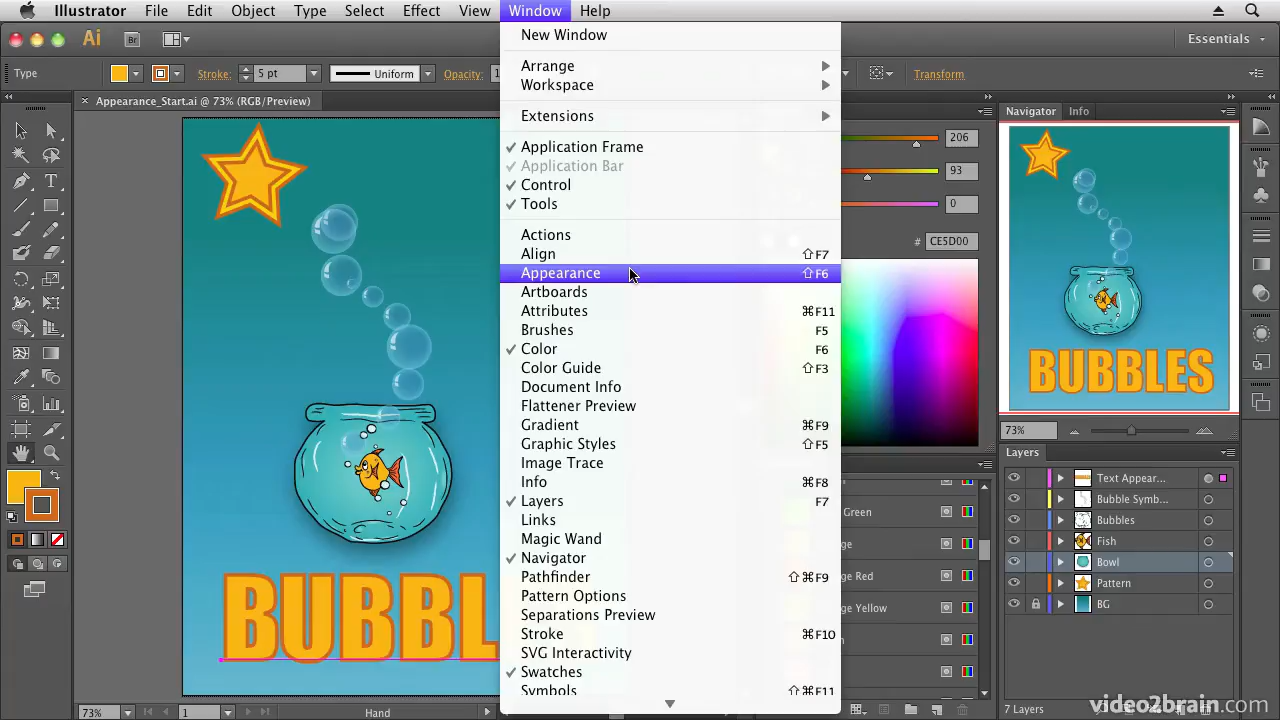 Illustrator File Edit Object Type Select Effect View Window Help
Ai Br Essentials
Type Stroke: 5 pt Uniform Opacity: 1 Transform
Appearance_Start.ai @ 73% (RGB/Preview)
New Window
Arrange
Workspace
Extensions
Application Frame
Application Bar
Control
Tools
Actions
Align ⇧F7
Appearance ⇧F6
Artboards
Attributes ⌘F11
Brushes F5
Color F6
Color Guide ⇧F3
Document Info
Flattener Preview
Gradient ⌘F9
Graphic Styles ⇧F5
Image Trace
Info ⌘F8
Layers F7
Links
Magic Wand
Navigator
Pathfinder ⇧⌘F9
Pattern Options
Separations Preview
Stroke ⌘F10
SVG Interactivity
Swatches
Symbols ⇧⌘F11
206
93
0
# CE5D00
Green
ge
ge Red
ge Yellow
Navigator Info
BUBBLES
73%
Layers
Text Appear...
Bubble Symb...
Bubbles
Fish
Bowl
Pattern
BG
7 Layers
BUBBL
73% 1 Hand
video2brain.com